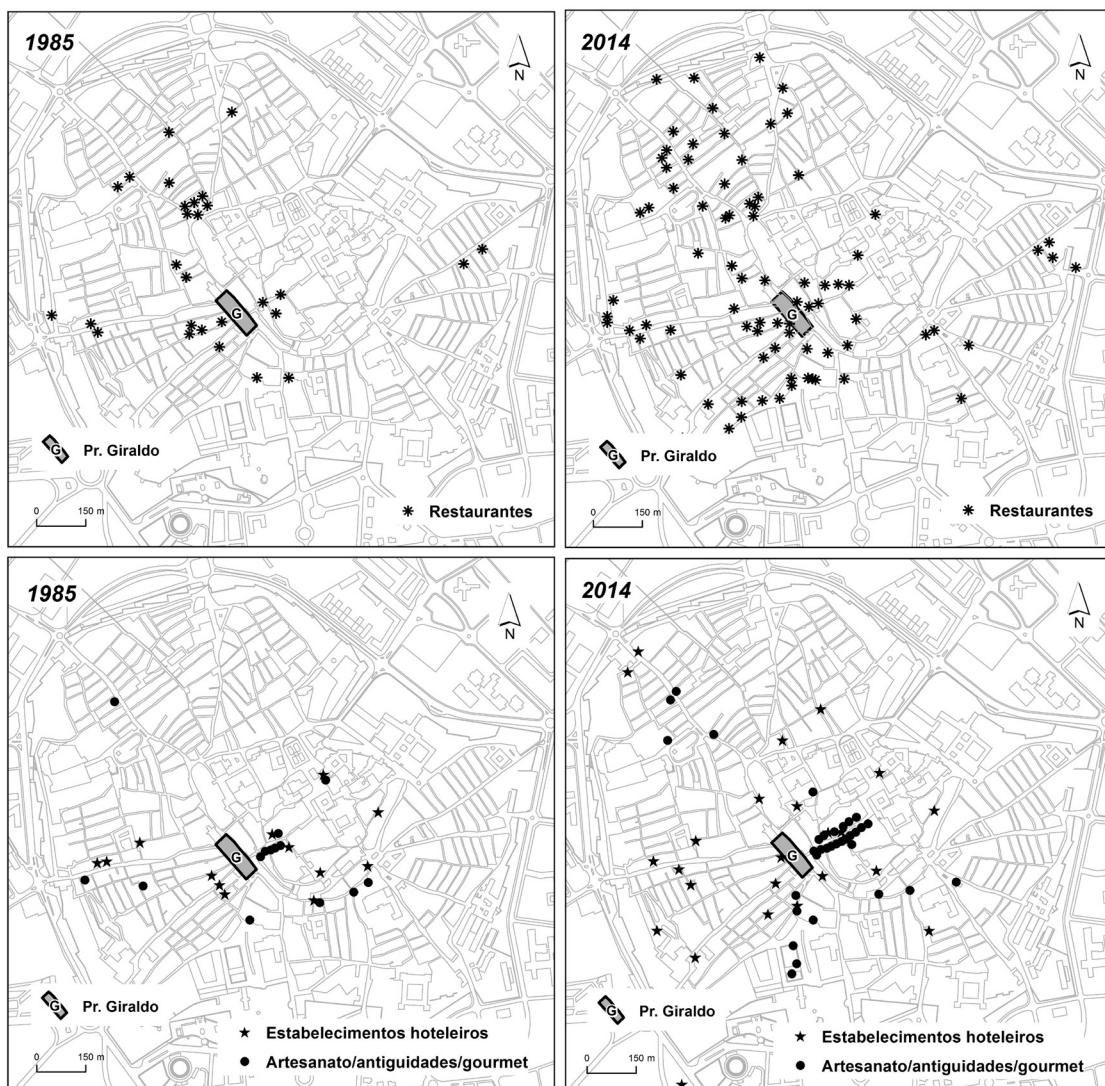 1985
N
G
G Pr. Giraldo
0 150 m
Restaurantes
2014
N
G
G Pr. Giraldo
0 150 m
Restaurantes
1985
N
G
G Pr. Giraldo
0 150 m
Estabelecimentos hoteleiros
Artesanato/antiguidades/gourmet
2014
N
G
G Pr. Giraldo
0 150 m
Estabelecimentos hoteleiros
Artesanato/antiguidades/gourmet